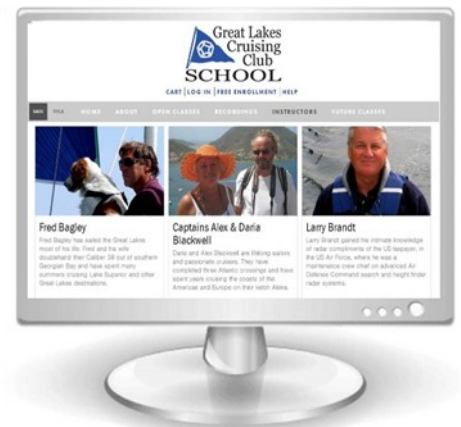 Great Lakes
Cruising
Club
SCHOOL
CART | LOG IN | FREE ENROLLMENT | HELP
DATE TITLE HOME ABOUT OPEN CLASSES RECORDINGS INSTRUCTORS FUTURE CLASSES
Fred Bagley
Fred Bagley has sailed the Great Lakes
most of his life. Fred and his wife
doublehand their Caliber 38 out of southern
Georgian Bay and have spent many
summers cruising Lake Superior and other
Great Lakes destinations.
Captains Alex & Daria
Blackwell
Daria and Alex Blackwell are lifelong sailors
and passionate cruisers. They have
completed three Atlantic crossings and have
spent years cruising the coasts of the
Americas and Europe on their ketch Aleria.
Larry Brandt
Larry Brandt gained his intimate knowledge
of radar compliments of the US taxpayer, in
the US Air Force, where he was a
maintenance crew chief on advanced Air
Defense Command search and height finder
radar systems.